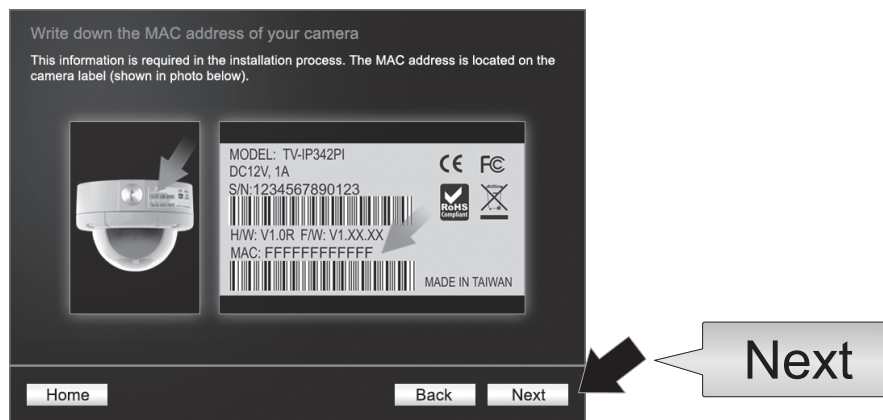 Write down the MAC address of your camera
This information is required in the installation process. The MAC address is located on the
camera label (shown in photo below).
MODEL: TV-IP342PI
DC12V, 1A
S/N:1234567890123
H/W: V1.0R F/W: V1.XX.XX
MAC: FFFFFFFFFFFF
CE FC
RoHS
Compliant
MADE IN TAIWAN
Home
Back
Next
Next